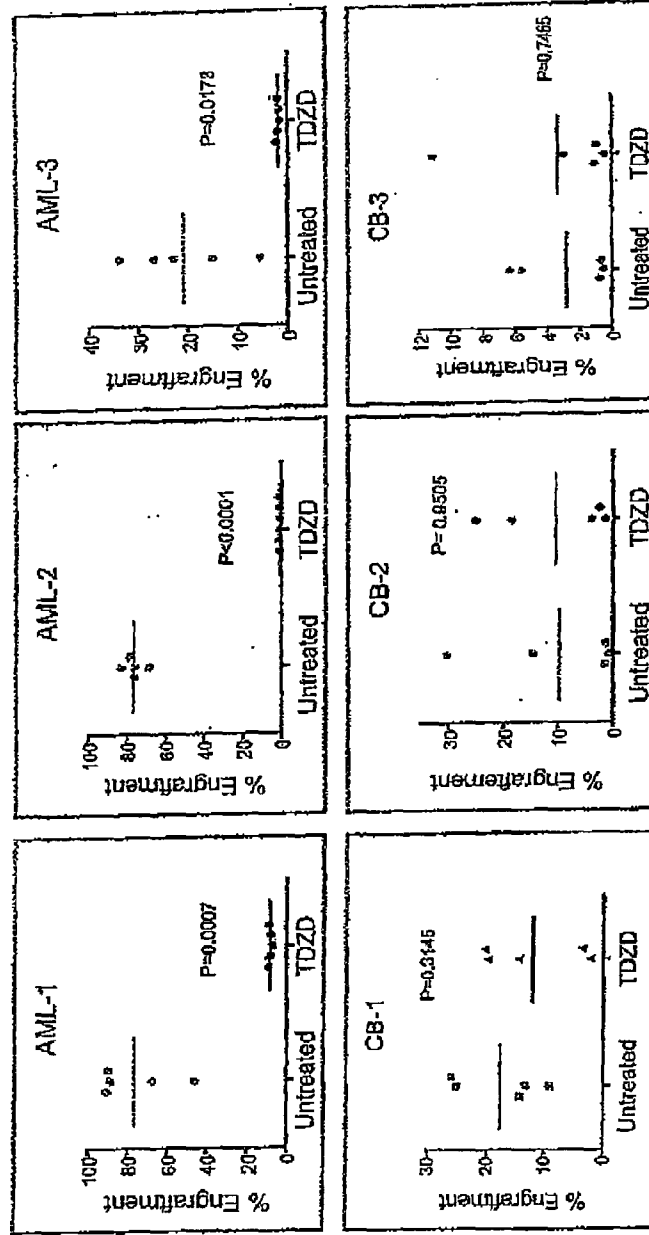 AML-1
P=0.0007
100
80
60
40
20
0
% Engraftment
Untreated TDZD
AML-2
P<0.0001
100
80
60
40
20
0
% Engraftment
Untreated TDZD
AML-3
P=0.0178
40
30
20
10
0
% Engraftment
Untreated TDZD
CB-1
P=0.3145
30
20
10
0
% Engraftment
Untreated TDZD
CB-2
P=0.9505
30
20
10
0
% Engraftement
Untreated TDZD
CB-3
P=0.7465
12
10
8
6
4
2
0
% Engraftment
Untreated TDZD